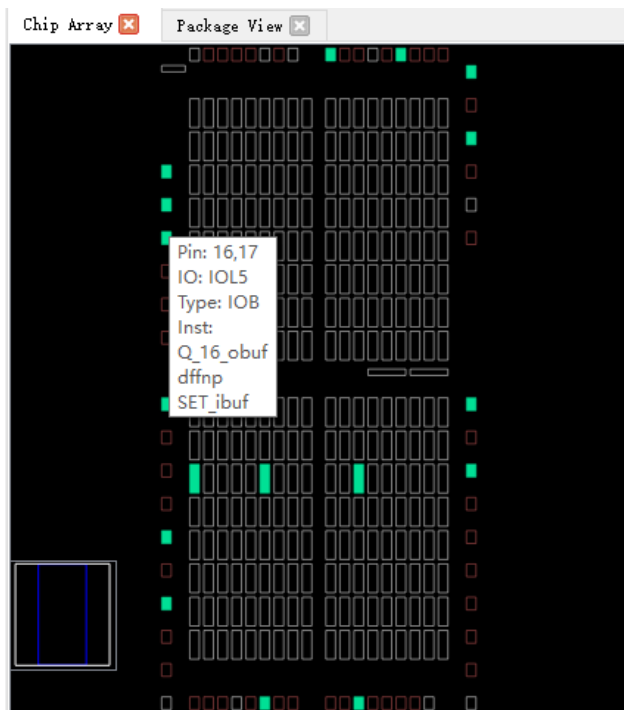 Chip Array
Package View
Pin: 16,17
IO: IOL5
Type: IOB
Inst:
Q_16_obuf
dffnp
SET_ibuf